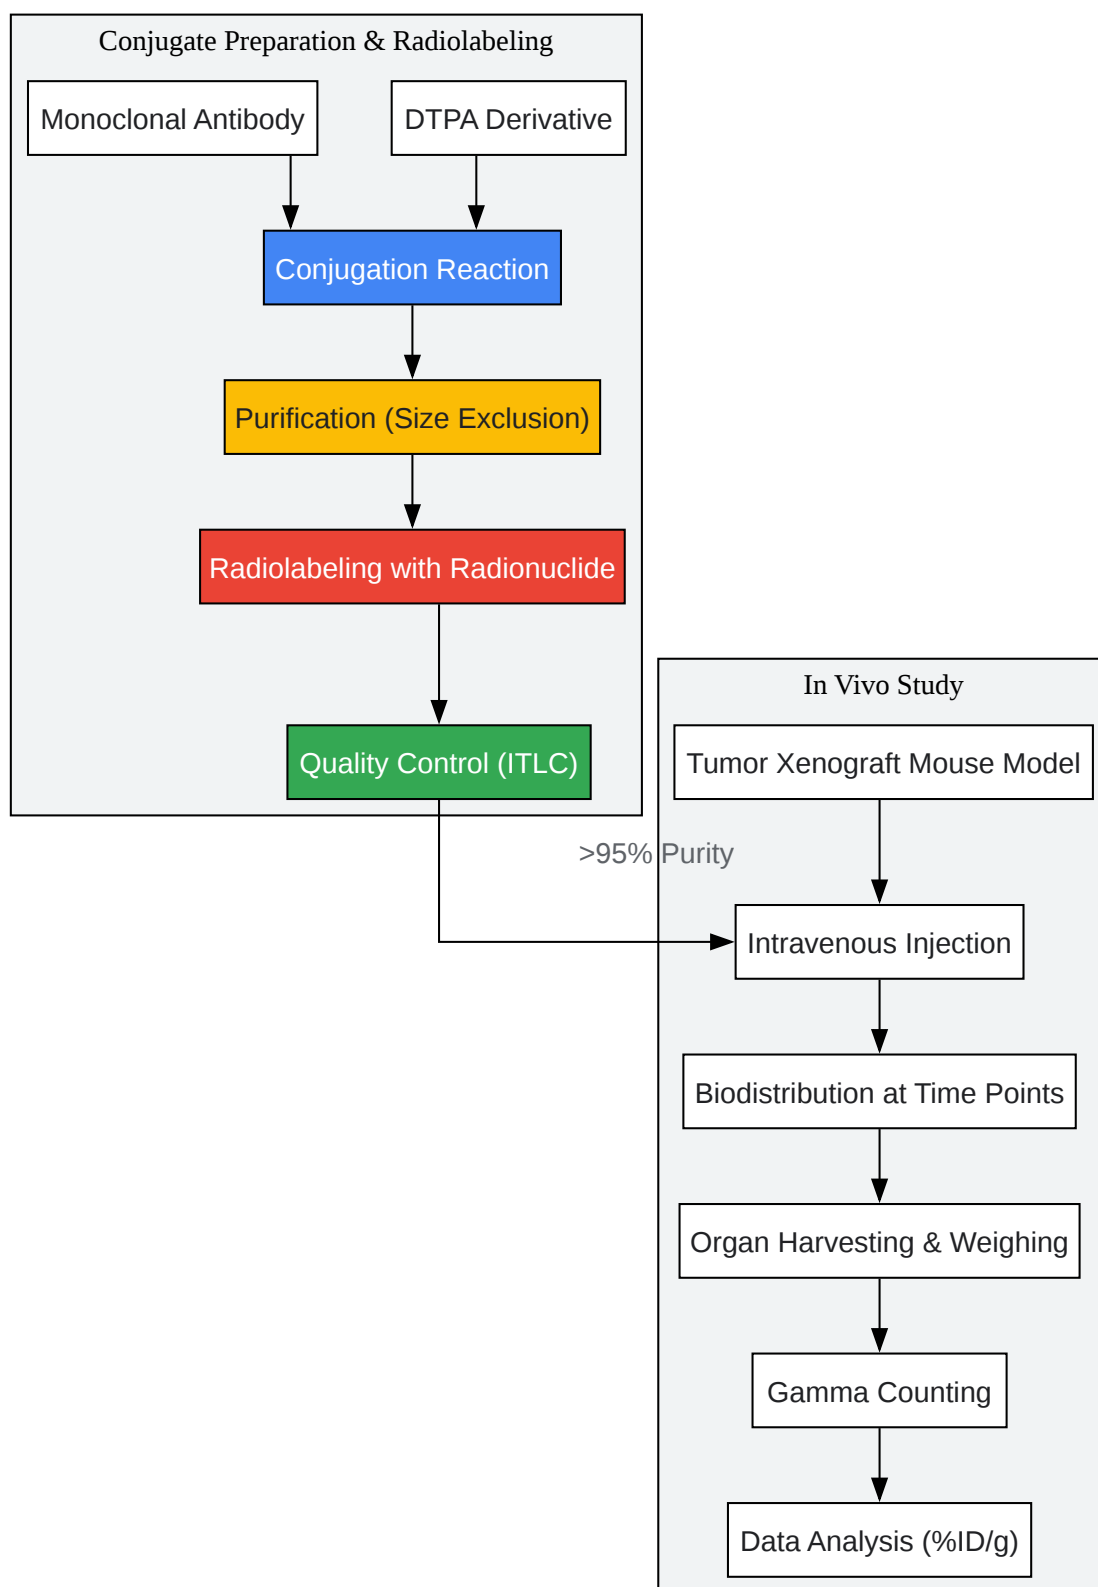 Conjugate Preparation & Radiolabeling
Monoclonal Antibody
DTPA Derivative
Conjugation Reaction
Purification (Size Exclusion)
Radiolabeling with Radionuclide
Quality Control (ITLC)
>95% Purity
In Vivo Study
Tumor Xenograft Mouse Model
Intravenous Injection
Biodistribution at Time Points
Organ Harvesting & Weighing
Gamma Counting
Data Analysis (%ID/g)